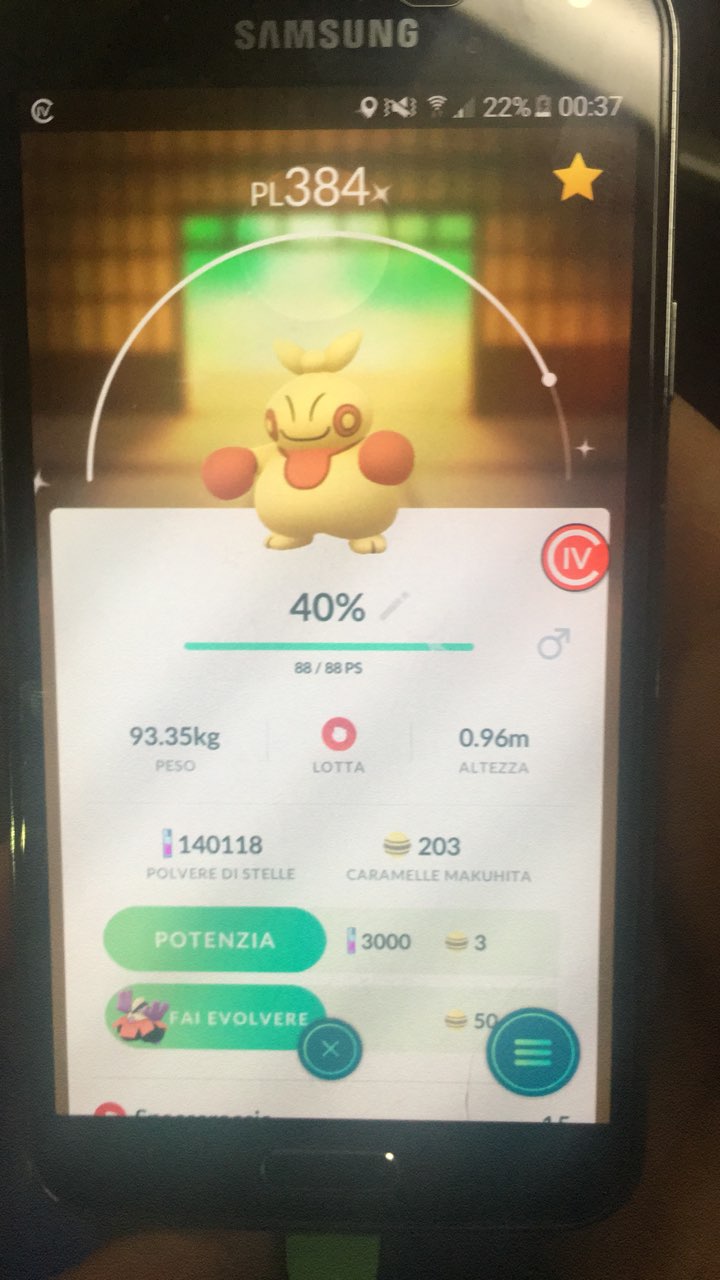 SAMSUNG
22% 00:37
PL384
IV
40%
88 / 88 PS
93.35kg
0.96m
PESO
LOTTA
ALTEZZA
140118
203
POLVERE DI STELLE
CARAMELLE MAKUHITA
POTENZIA
3000
3
FAI EVOLVERE
50